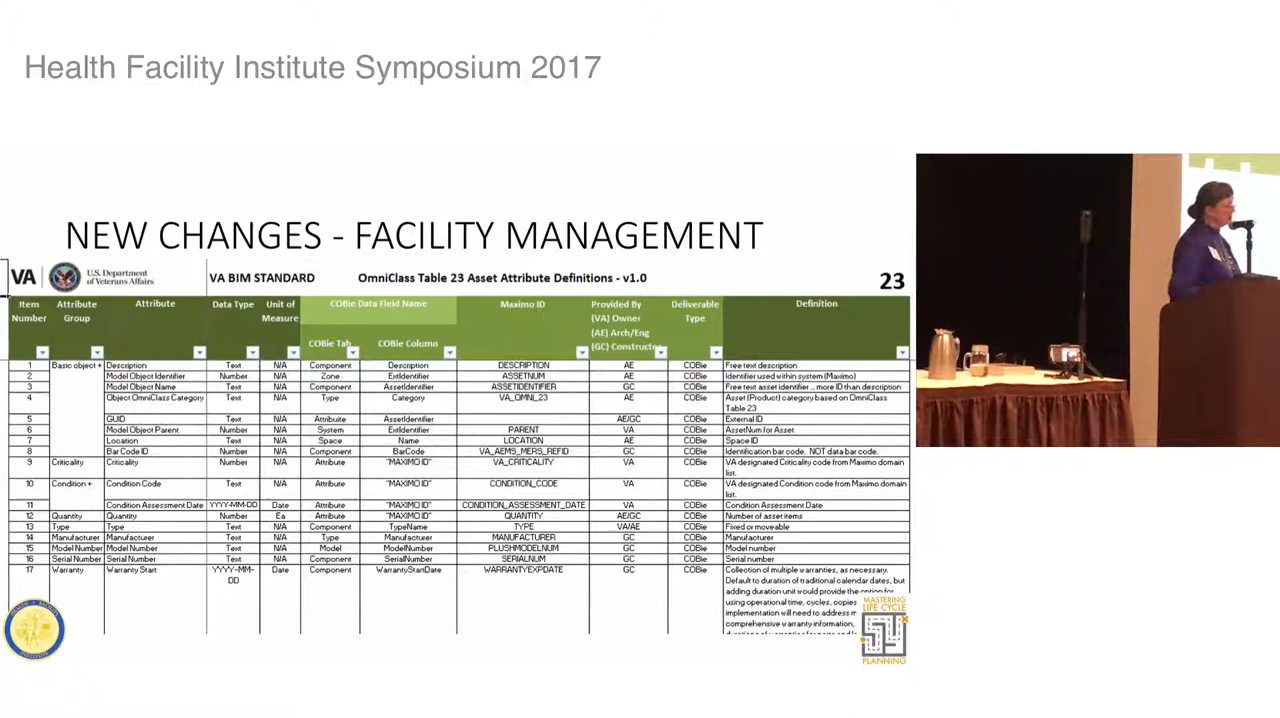 Health Facility Institute Symposium 2017
NEW CHANGES - FACILITY MANAGEMENT
VA U.S. Department of Veterans Affairs VA BIM STANDARD OmniClass Table 23 Asset Attribute Definitions - v1.0 23
Item Number Attribute Group Attribute Data Type Unit of Measure COBie Data Field Name COBie Tab COBie Column Maximo ID Provided By (VA) Owner (AE) Arch/Eng (GC) Constructo Deliverable Type Definition
1 Basic object + Description Text N/A Component Description DESCRIPTION AE COBie Free text description
2 Model Object Identifier Number N/A Zone ExtIdentifier ASSETNUM AE COBie Identifier used within system (Maximo)
3 Model Object Name Text N/A Component AssetIdentifier ASSETIDENTIFIER GC COBie Free text asset identifier... more ID than description
4 Object OmniClass Category Text N/A Type Category VA_OMNI_23 AE COBie Asset (Product) category based on OmniClass
Table 23
5 GUID Text N/A Attribuite AssetIdentifier AE/GC COBie External ID
6 Model Object Parent Number N/A System ExtIdentifier PARENT VA COBie AssetNum for Asset
7 Location Text N/A Space Name LOCATION AE COBie Space ID
8 Bar Code ID Text N/A Component BarCode VA_AEMS_MERS_REFID GC COBie Identification bar code. NOT data bar code.
9 Criticality Criticality Number N/A Attribute "MAXIMO ID" VA_CRITICALITY VA COBie VA designated Criticality code from Maximo domain
list.
10 Condition + Condition Code Text N/A Attribute "MAXIMO ID" CONDITION_CODE VA COBie VA designated Condition code from Maximo domain
list.
11 Condition Assessment Date YYYY-MM-DD Date Attribute "MAXIMO ID" CONDITION_ASSESSMENT_DATE VA COBie Condition Assessment Date
12 Quantity Quantity Number Ea Attribute "MAXIMO ID" QUANTITY AE/GC COBie Number of asset items
13 Type Type Text N/A Component TypeName TYPE VA/AE COBie Fixed or moveable
14 Manufacturer Manufacturer Text N/A Type Manufacturer MANUFACTURER GC COBie Manufacturer
15 Model Number Model Number Text N/A Model ModelNumber PLUSHMODELNUM GC COBie Model number
16 Serial Number Serial Number Text N/A Component SerialNumber SERIALNUM GC COBie Serial number
17 Warranty Warranty Start YYYY-MM-DD Date Component WarrantyStartDate WARRANTYEXPDATE GC COBie Collection of multiple warranties, as necessary.
Default to duration of traditional calendar dates, but
adding duration unit would provide the option for
using operational time, cycles, copies
implementation will need to address m
comprehensive warranty information,
MASTERING
LIFE CYCLE
PLANNING